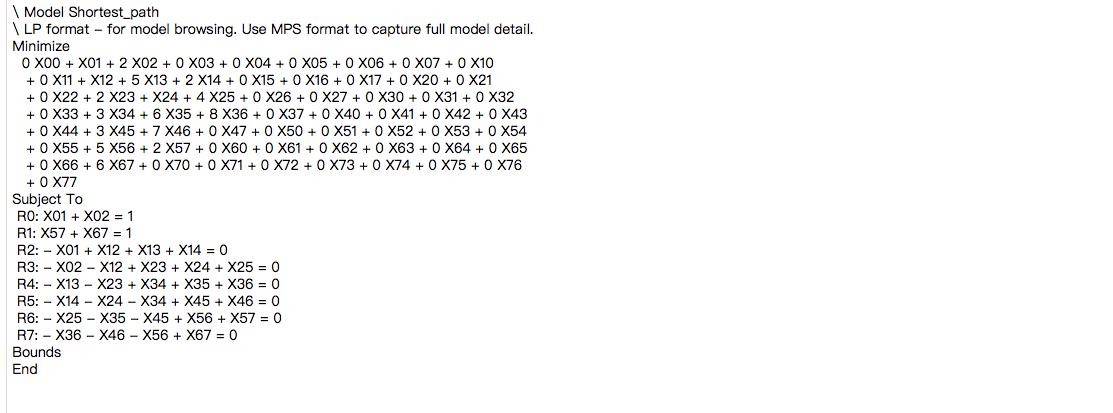 \ Model Shortest_path
\ LP format – for model browsing. Use MPS format to capture full model detail.
Minimize
0 X00 + X01 + 2 X02 + 0 X03 + 0 X04 + 0 X05 + 0 X06 + 0 X07 + 0 X10
+ 0 X11 + X12 + 5 X13 + 2 X14 + 0 X15 + 0 X16 + 0 X17 + 0 X20 + 0 X21
+ 0 X22 + 2 X23 + X24 + 4 X25 + 0 X26 + 0 X27 + 0 X30 + 0 X31 + 0 X32
+ 0 X33 + 3 X34 + 6 X35 + 8 X36 + 0 X37 + 0 X40 + 0 X41 + 0 X42 + 0 X43
+ 0 X44 + 3 X45 + 7 X46 + 0 X47 + 0 X50 + 0 X51 + 0 X52 + 0 X53 + 0 X54
+ 0 X55 + 5 X56 + 2 X57 + 0 X60 + 0 X61 + 0 X62 + 0 X63 + 0 X64 + 0 X65
+ 0 X66 + 6 X67 + 0 X70 + 0 X71 + 0 X72 + 0 X73 + 0 X74 + 0 X75 + 0 X76
+ 0 X77
Subject To
R0: X01 + X02 = 1
R1: X57 + X67 = 1
R2: – X01 + X12 + X13 + X14 = 0
R3: – X02 – X12 + X23 + X24 + X25 = 0
R4: – X13 – X23 + X34 + X35 + X36 = 0
R5: – X14 – X24 – X34 + X45 + X46 = 0
R6: – X25 – X35 – X45 + X56 + X57 = 0
R7: – X36 – X46 – X56 + X67 = 0
Bounds
End